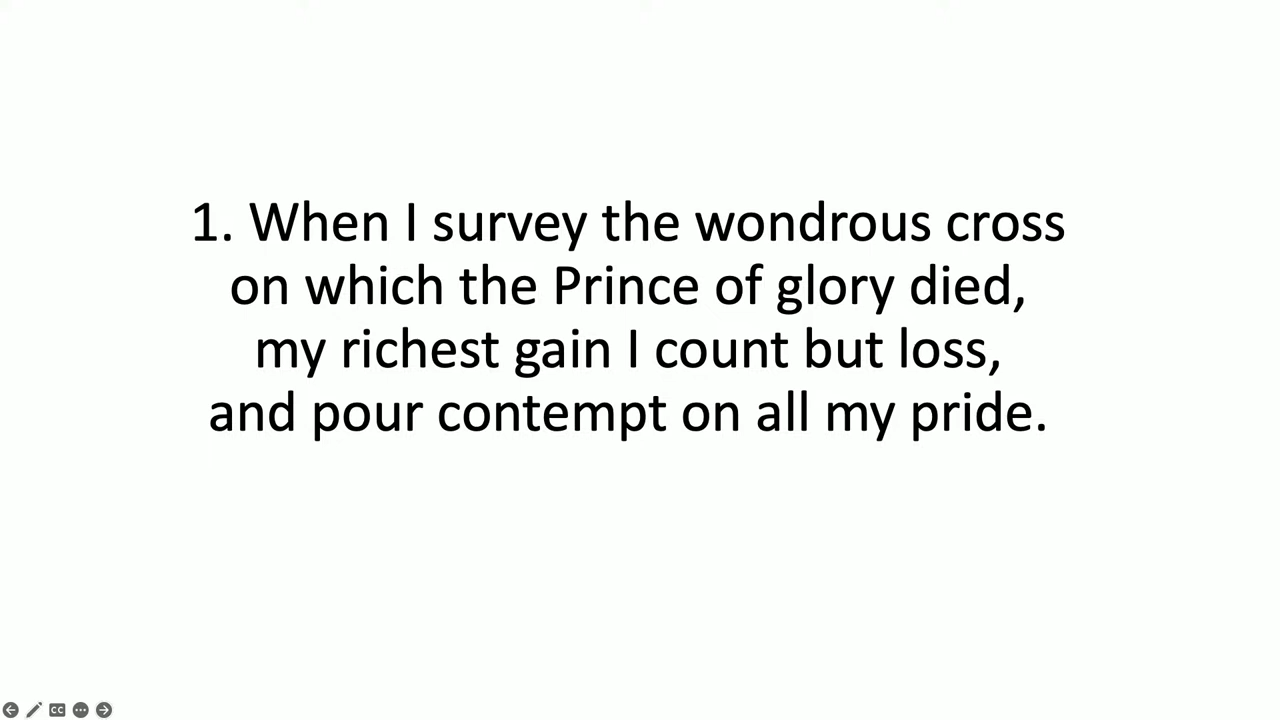 1. When I survey the wondrous cross
on which the Prince of glory died,
my richest gain I count but loss,
and pour contempt on all my pride.
CC